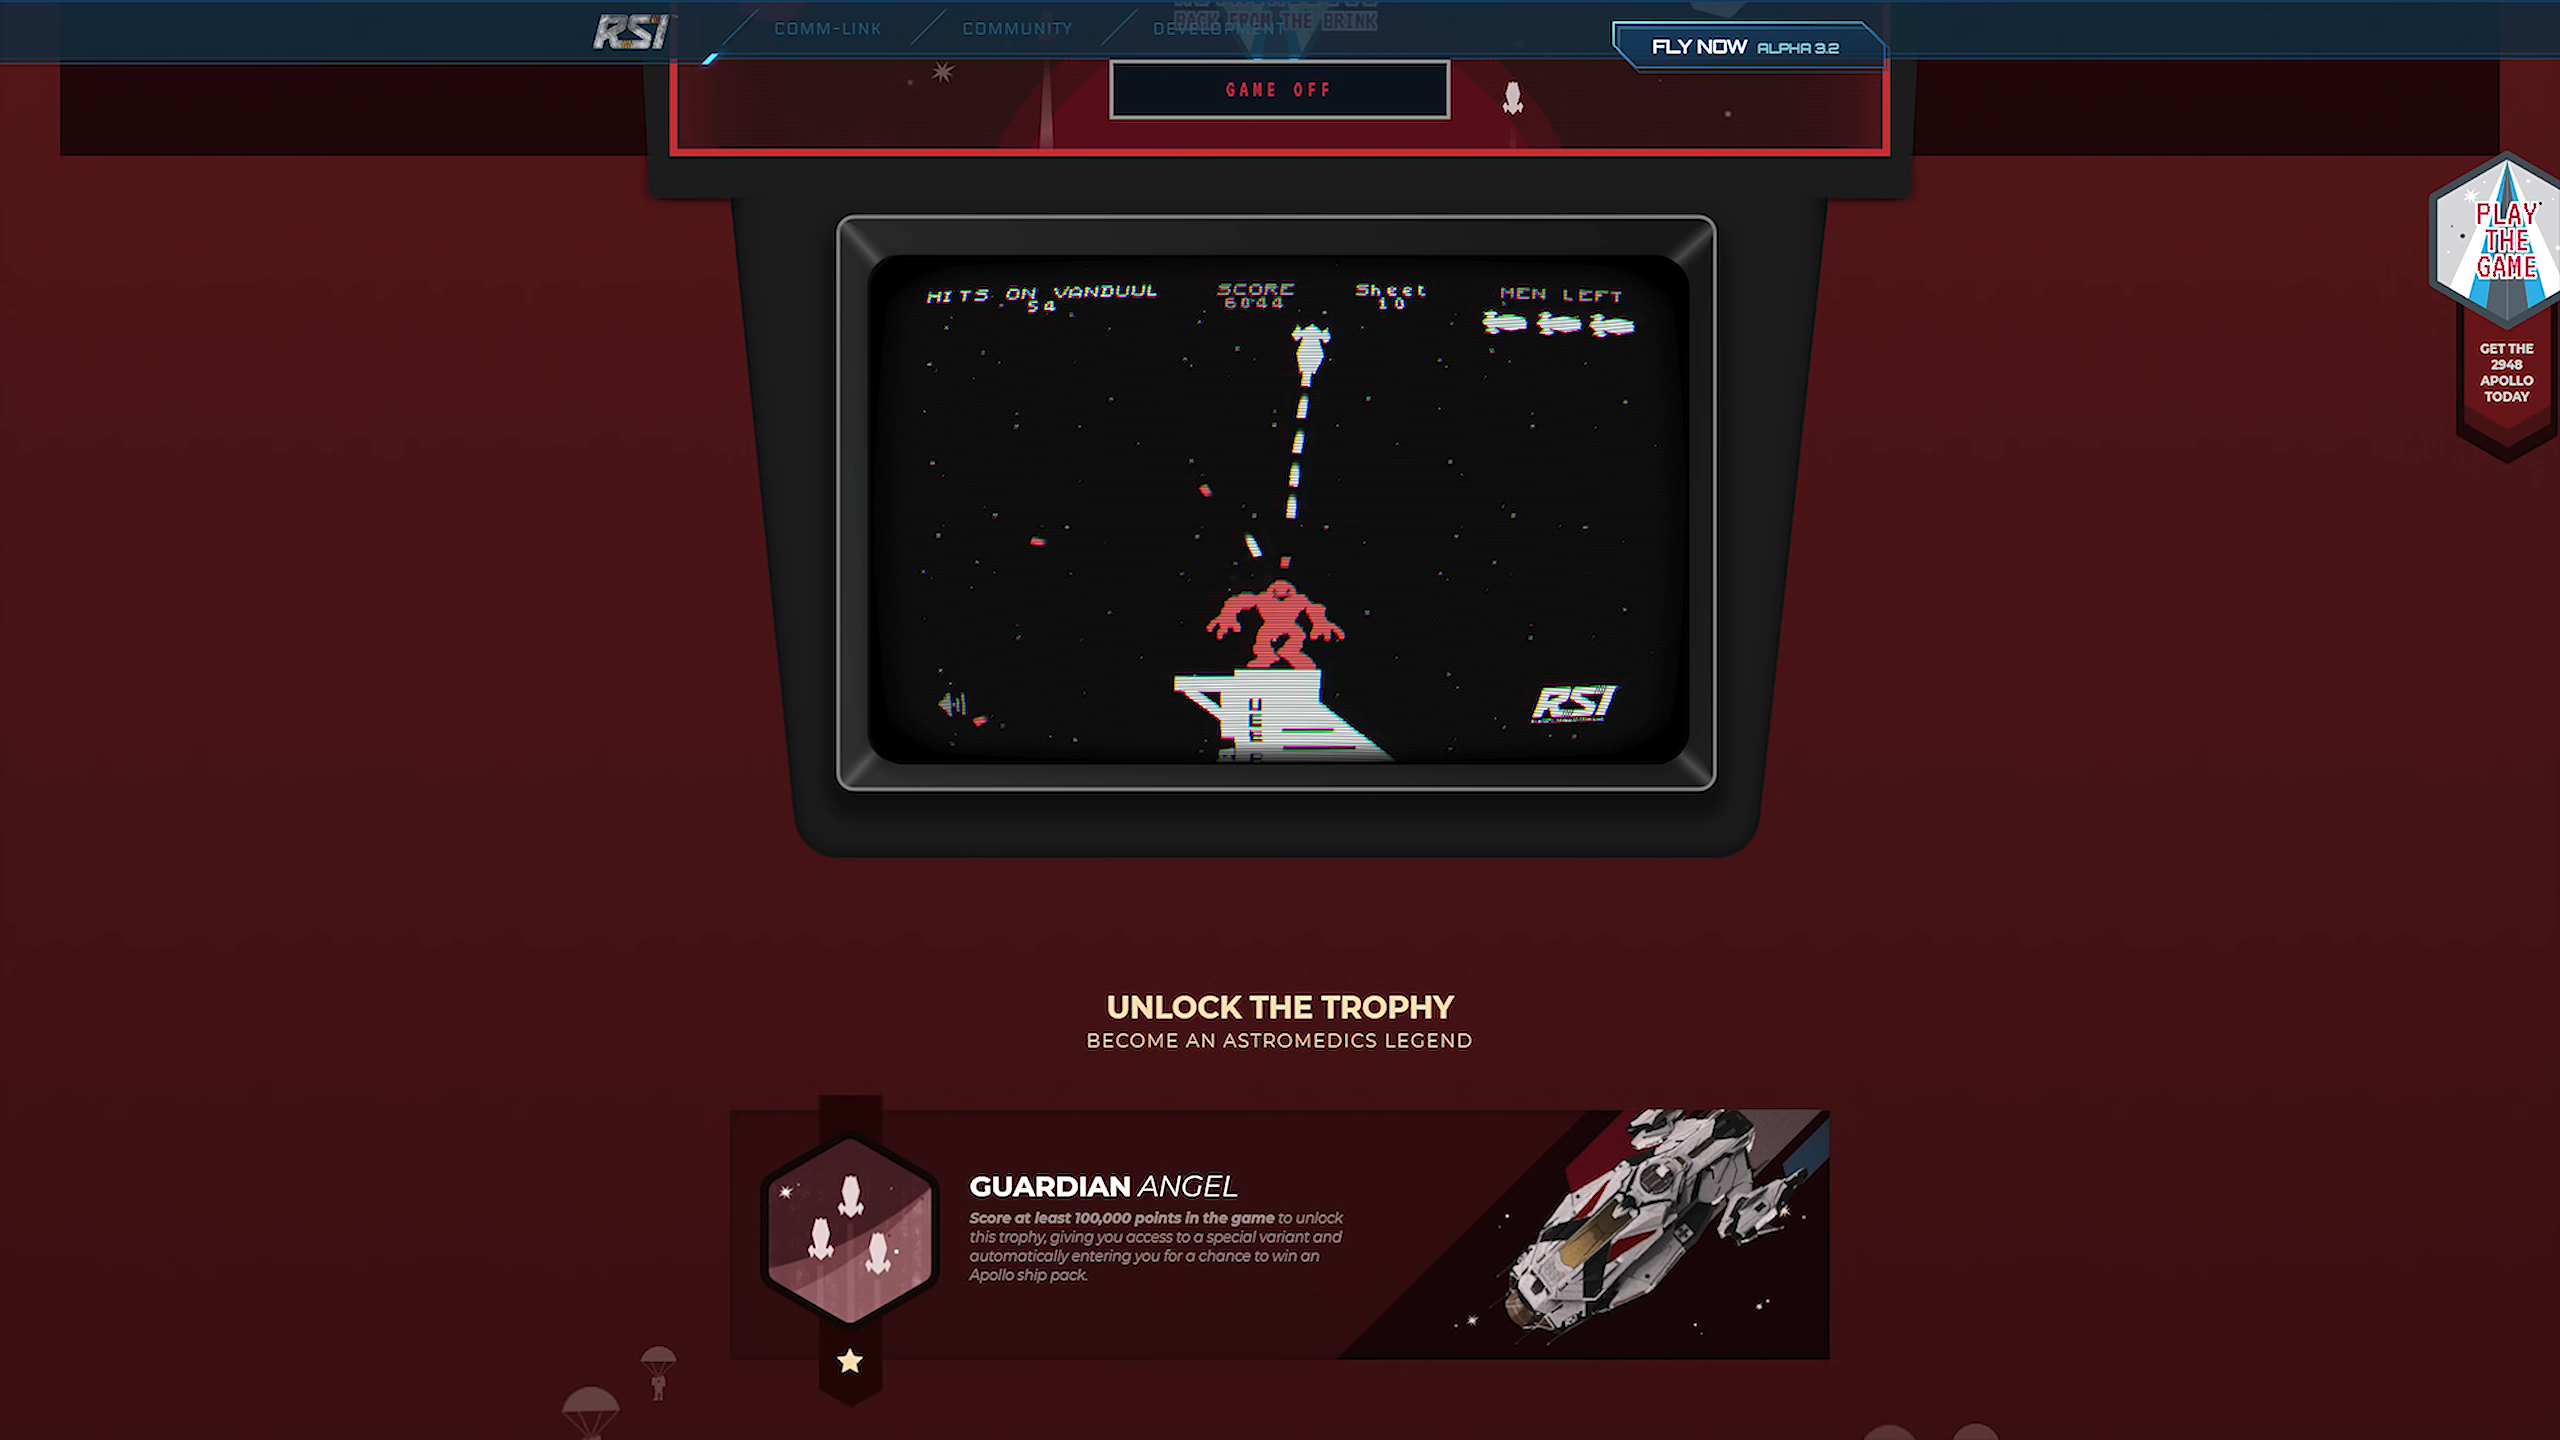 RSI
COMM-LINK
COMMUNITY
DEVELOPMENT
BACK FROM THE BRINK
FLY NOW ALPHA 3.2
GAME OFF
PLAY
THE
GAME
GET THE
2948
APOLLO
TODAY
HITS ON VANDUUL
54
SCORE
6044
Sheet
10
MEN LEFT
U
E
E
RSI
UNLOCK THE TROPHY
BECOME AN ASTROMEDICS LEGEND
GUARDIAN ANGEL
Score at least 100,000 points in the game to unlock
this trophy, giving you access to a special variant and
automatically entering you for a chance to win an
Apollo ship pack.